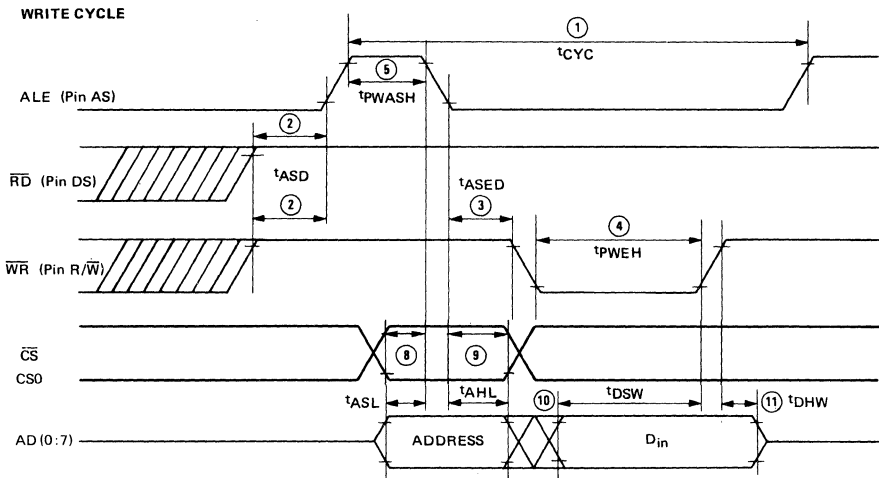 WRITE CYCLE
1
tCYC
5
tPWASH
ALE (Pin AS)
2
RD (Pin DS)
tASD
tASED
2
3
4
tPWEH
WR (Pin R/W)
CS
CS0
8
9
tASL
tAHL
10
tDSW
11
tDHW
AD(0:7)
ADDRESS
Din